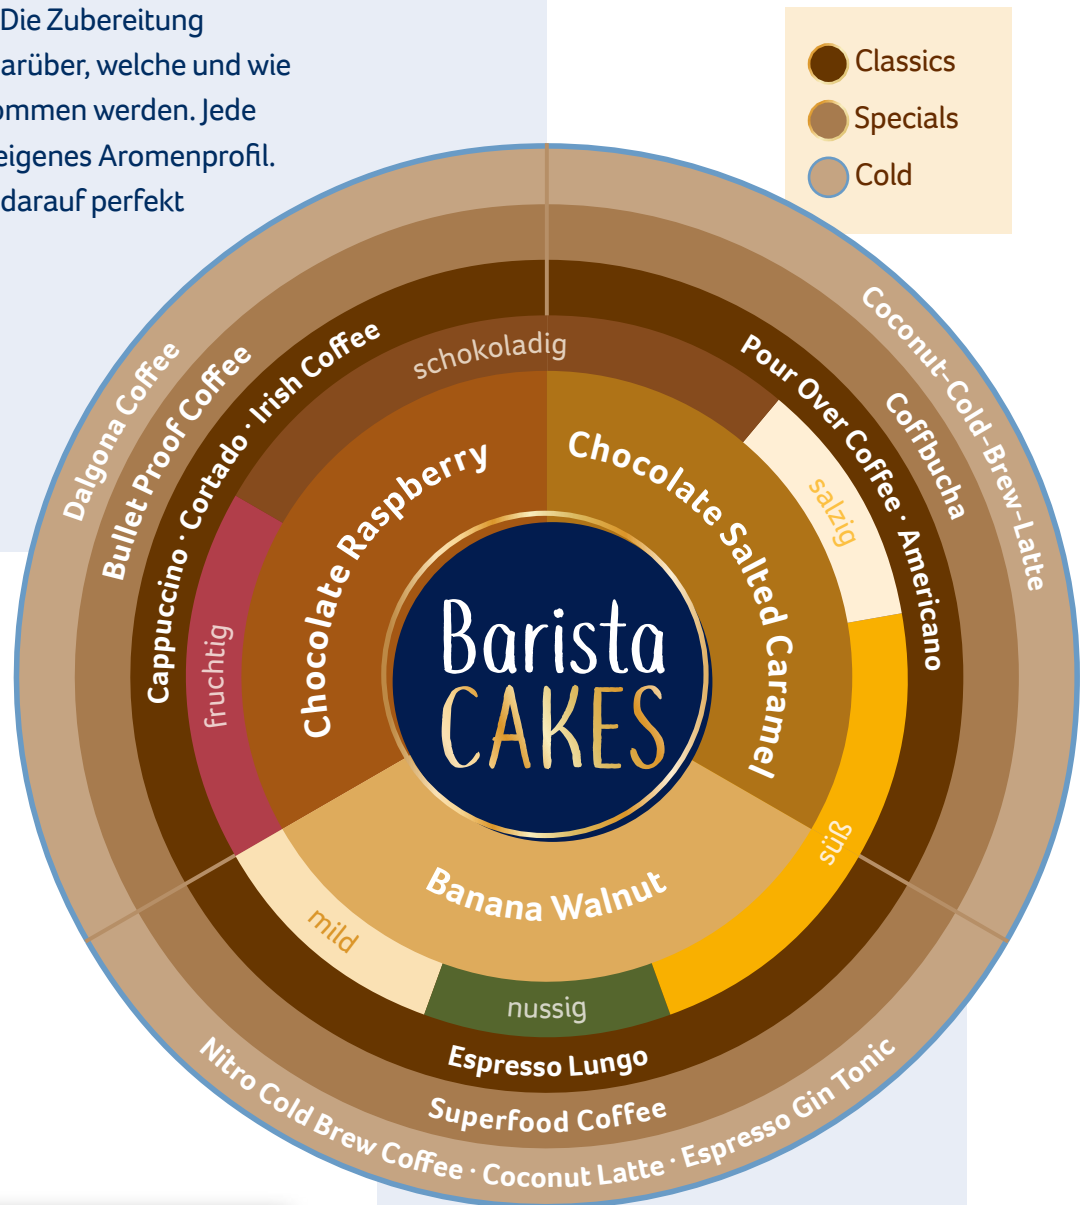 Die Zubereitung
arüber, welche und wie
ommen werden. Jede
eigenes Aromenprofil.
darauf perfekt
Classics
Specials
Cold
Dalgona Coffee
Bullet Proof Coffee
Cappuccino · Cortado · Irish Coffee
schokoladig
fruchtig
Chocolate Raspberry
Coconut-Cold-Brew-Latte
Coffbucha
Pour Over Coffee · Americano
salzig
süß
Chocolate Salted Caramel
Barista
CAKES
Banana Walnut
mild
nussig
Espresso Lungo
Superfood Coffee
Nitro Cold Brew Coffee · Coconut Latte · Espresso Gin Tonic